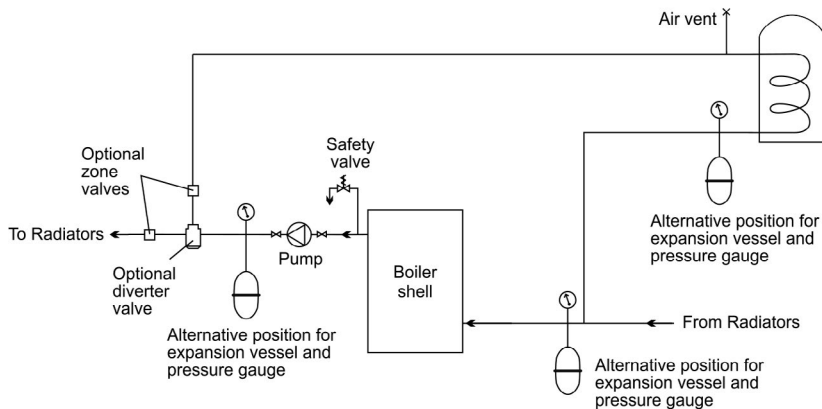 Air vent
Safety
valve
Optional
zone
valves
To Radiators
Pump
Optional
diverter
valve
Boiler
shell
Alternative position for
expansion vessel and
pressure gauge
Alternative position for
expansion vessel and
pressure gauge
From Radiators
Alternative position for
expansion vessel and
pressure gauge